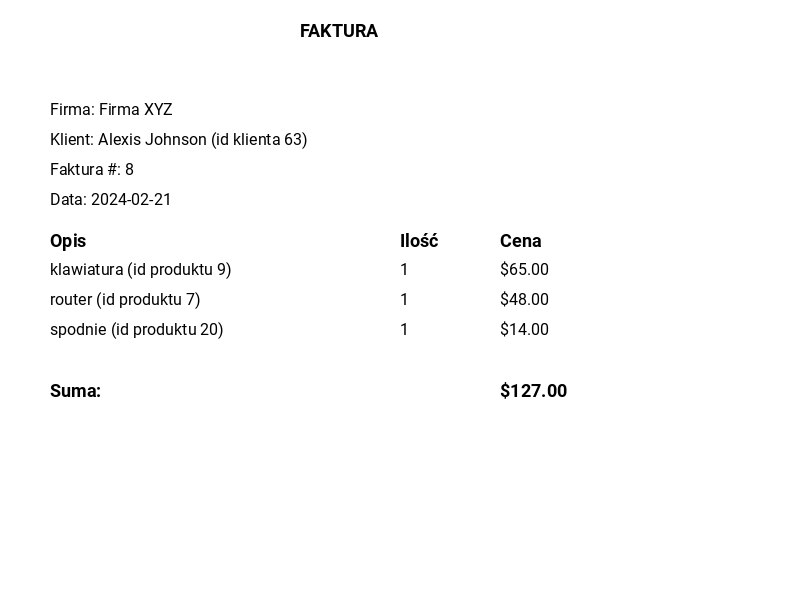 FAKTURA
Firma: Firma XYZ
Klient: Alexis Johnson (id klienta 63)
Faktura #: 8
Data: 2024-02-21
Opis Ilość Cena
klawiatura (id produktu 9) 1 $65.00
router (id produktu 7) 1 $48.00
spodnie (id produktu 20) 1 $14.00
Suma: $127.00